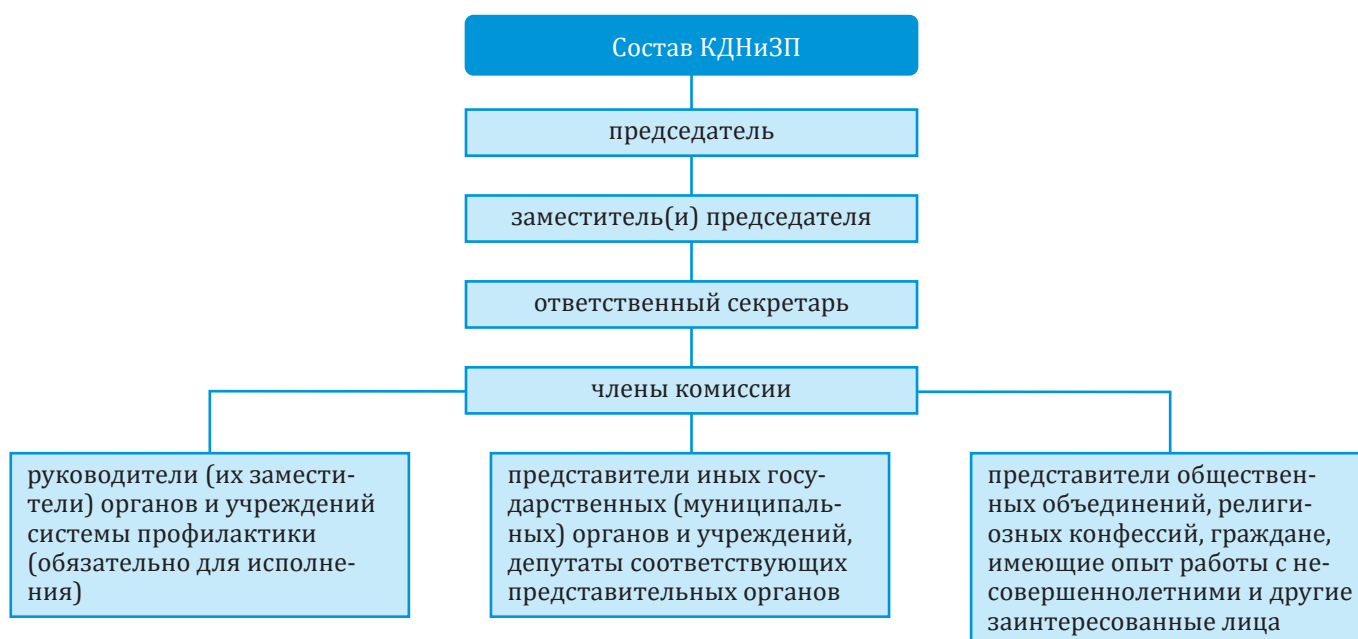 Состав КДНиЗП
председатель
заместитель(и) председателя
ответственный секретарь
члены комиссии
руководители (их замести-
тели) органов и учреждений
системы профилактики
(обязательно для исполне-
ния)
представители иных госу-
дарственных (муниципаль-
ных) органов и учреждений,
депутаты соответствующих
представительных органов
представители обществен-
ных объединений, религи-
озных конфессий, граждане,
имеющие опыт работы с не-
совершеннолетними и другие
заинтересованные лица